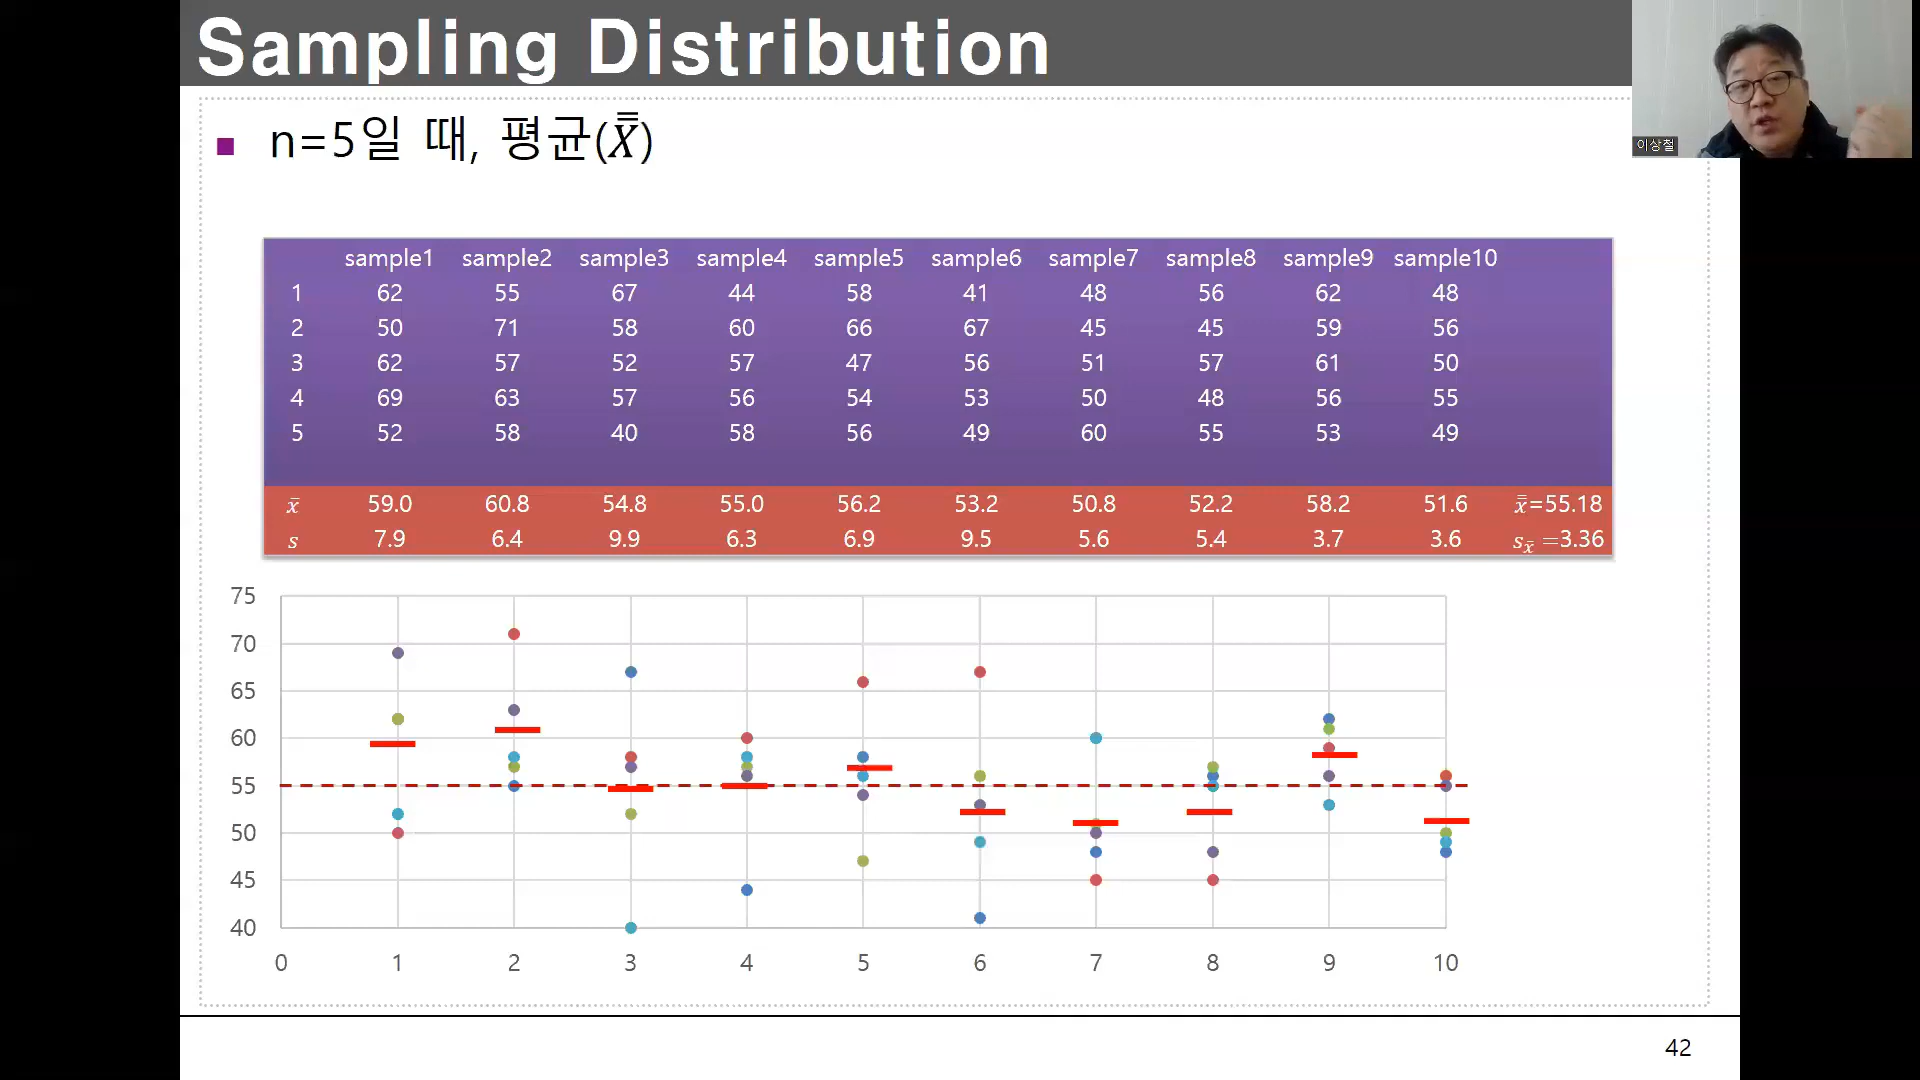 Sampling Distribution
이상철
n=5일 때, 평균(X̿)
sample1 sample2 sample3 sample4 sample5 sample6 sample7 sample8 sample9 sample10
1 62 55 67 44 58 41 48 56 62 48
2 50 71 58 60 66 67 45 45 59 56
3 62 57 52 57 47 56 51 57 61 50
4 69 63 57 56 54 53 50 48 56 55
5 52 58 40 58 56 49 60 55 53 49
x̄ 59.0 60.8 54.8 55.0 56.2 53.2 50.8 52.2 58.2 51.6 x̿=55.18
s 7.9 6.4 9.9 6.3 6.9 9.5 5.6 5.4 3.7 3.6 s_x̄ =3.36
75
70
65
60
55
50
45
40
0 1 2 3 4 5 6 7 8 9 10
42